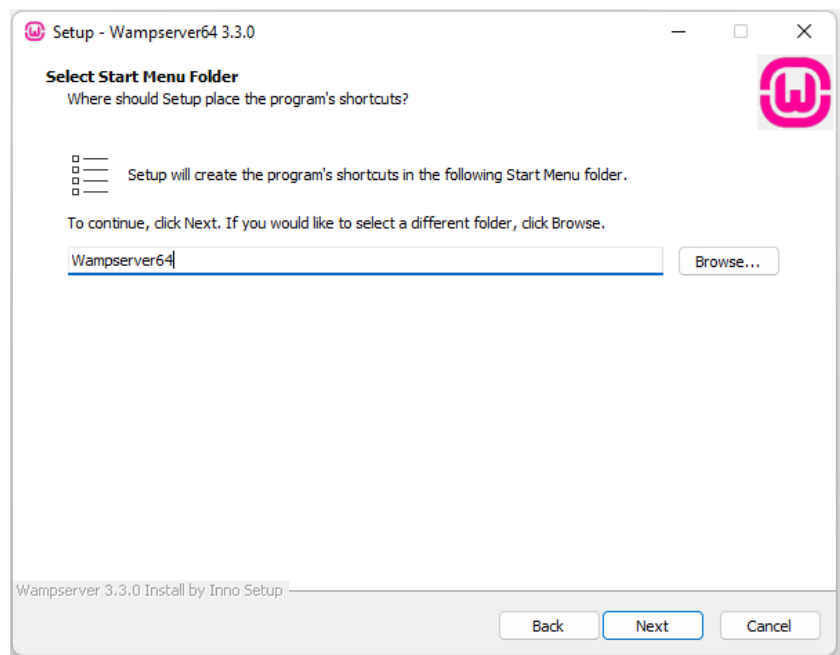 Setup - Wampserver64 3.3.0
Select Start Menu Folder
Where should Setup place the program's shortcuts?
Setup will create the program's shortcuts in the following Start Menu folder.
To continue, click Next. If you would like to select a different folder, click Browse.
Wampserver64
Browse...
Wampserver 3.3.0 Install by Inno Setup
Back
Next
Cancel